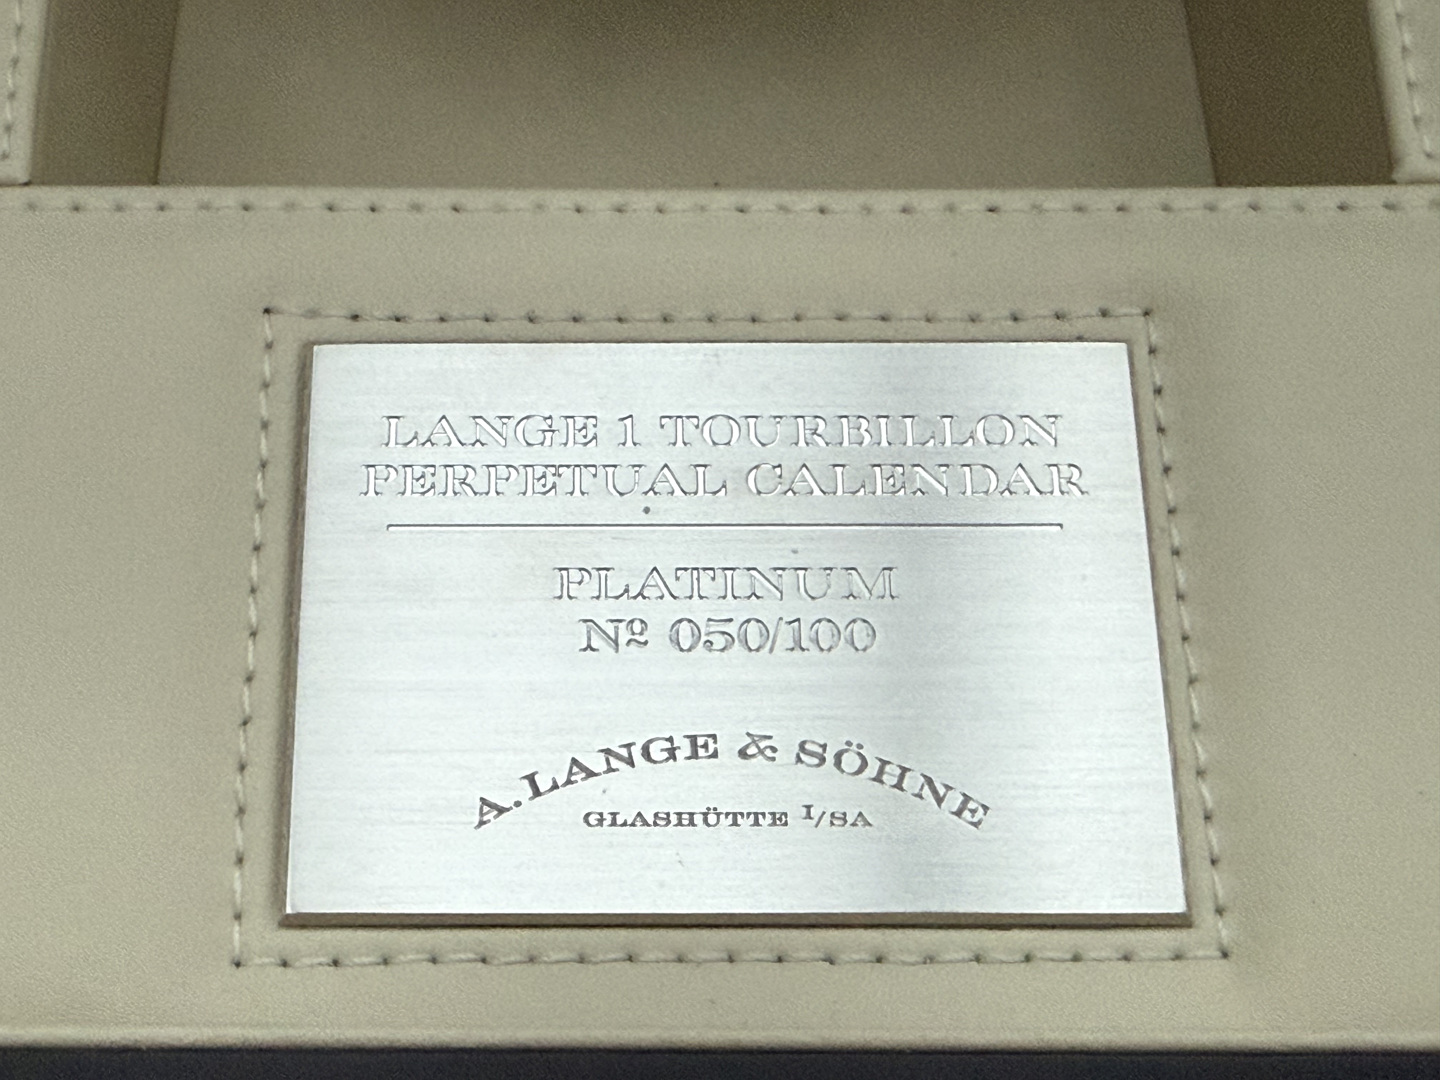 LANGE 1 TOURBILLON
PERPETUAL CALENDAR
PLATINUM
Nº 050/100
A. LANGE & SÖHNE
GLASHÜTTE I/SA